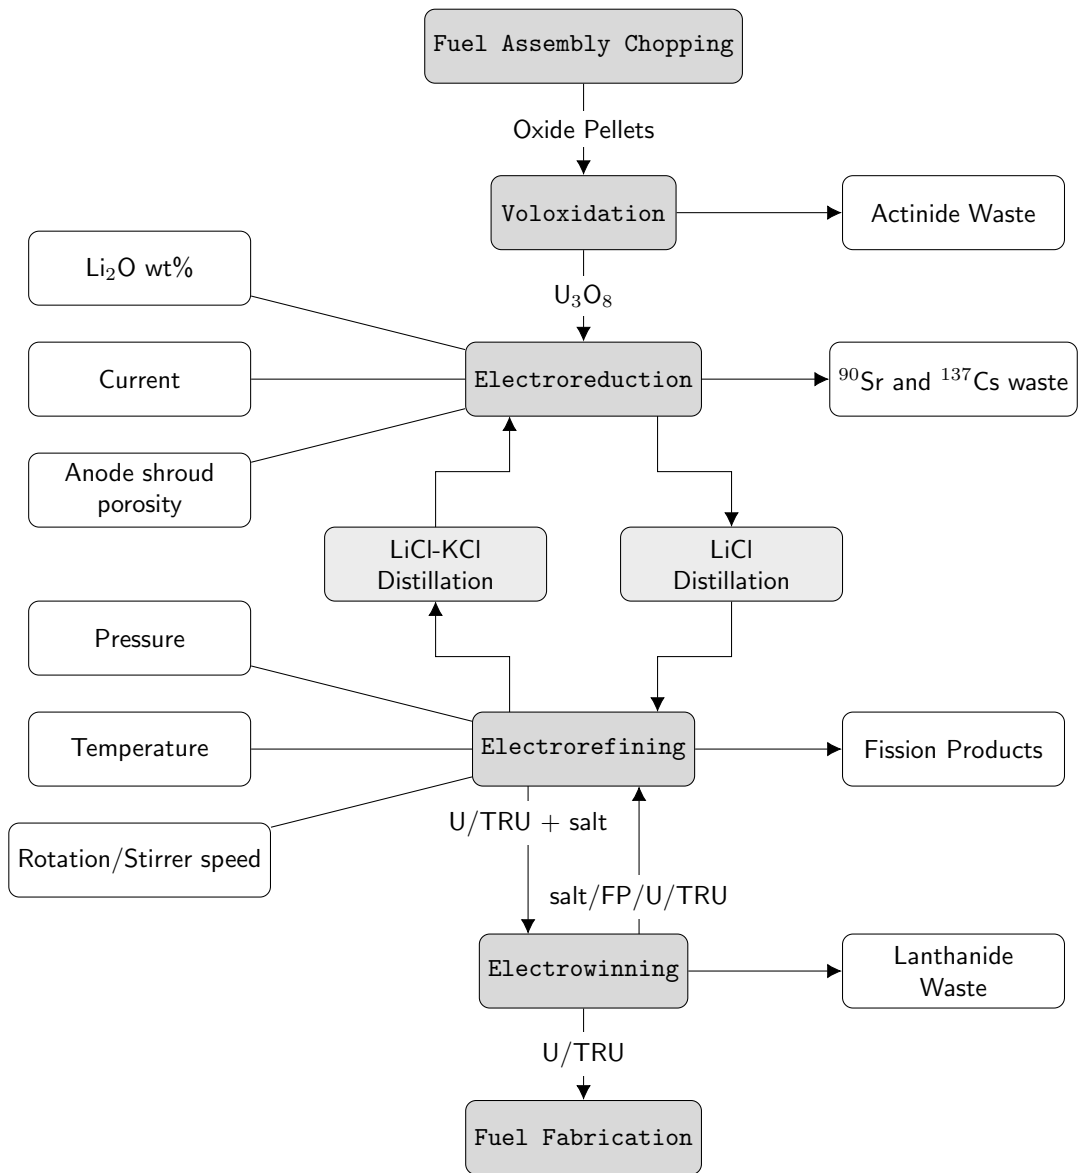 Fuel Assembly Chopping
Oxide Pellets
Voloxidation
Actinide Waste
Li₂O wt%
U₃O₈
Current
Electroreduction
⁹⁰Sr and ¹³⁷Cs waste
Anode shroud
porosity
LiCl-KCl
Distillation
LiCl
Distillation
Pressure
Temperature
Electrorefining
Fission Products
U/TRU + salt
Rotation/Stirrer speed
salt/FP/U/TRU
Electrowinning
Lanthanide
Waste
U/TRU
Fuel Fabrication